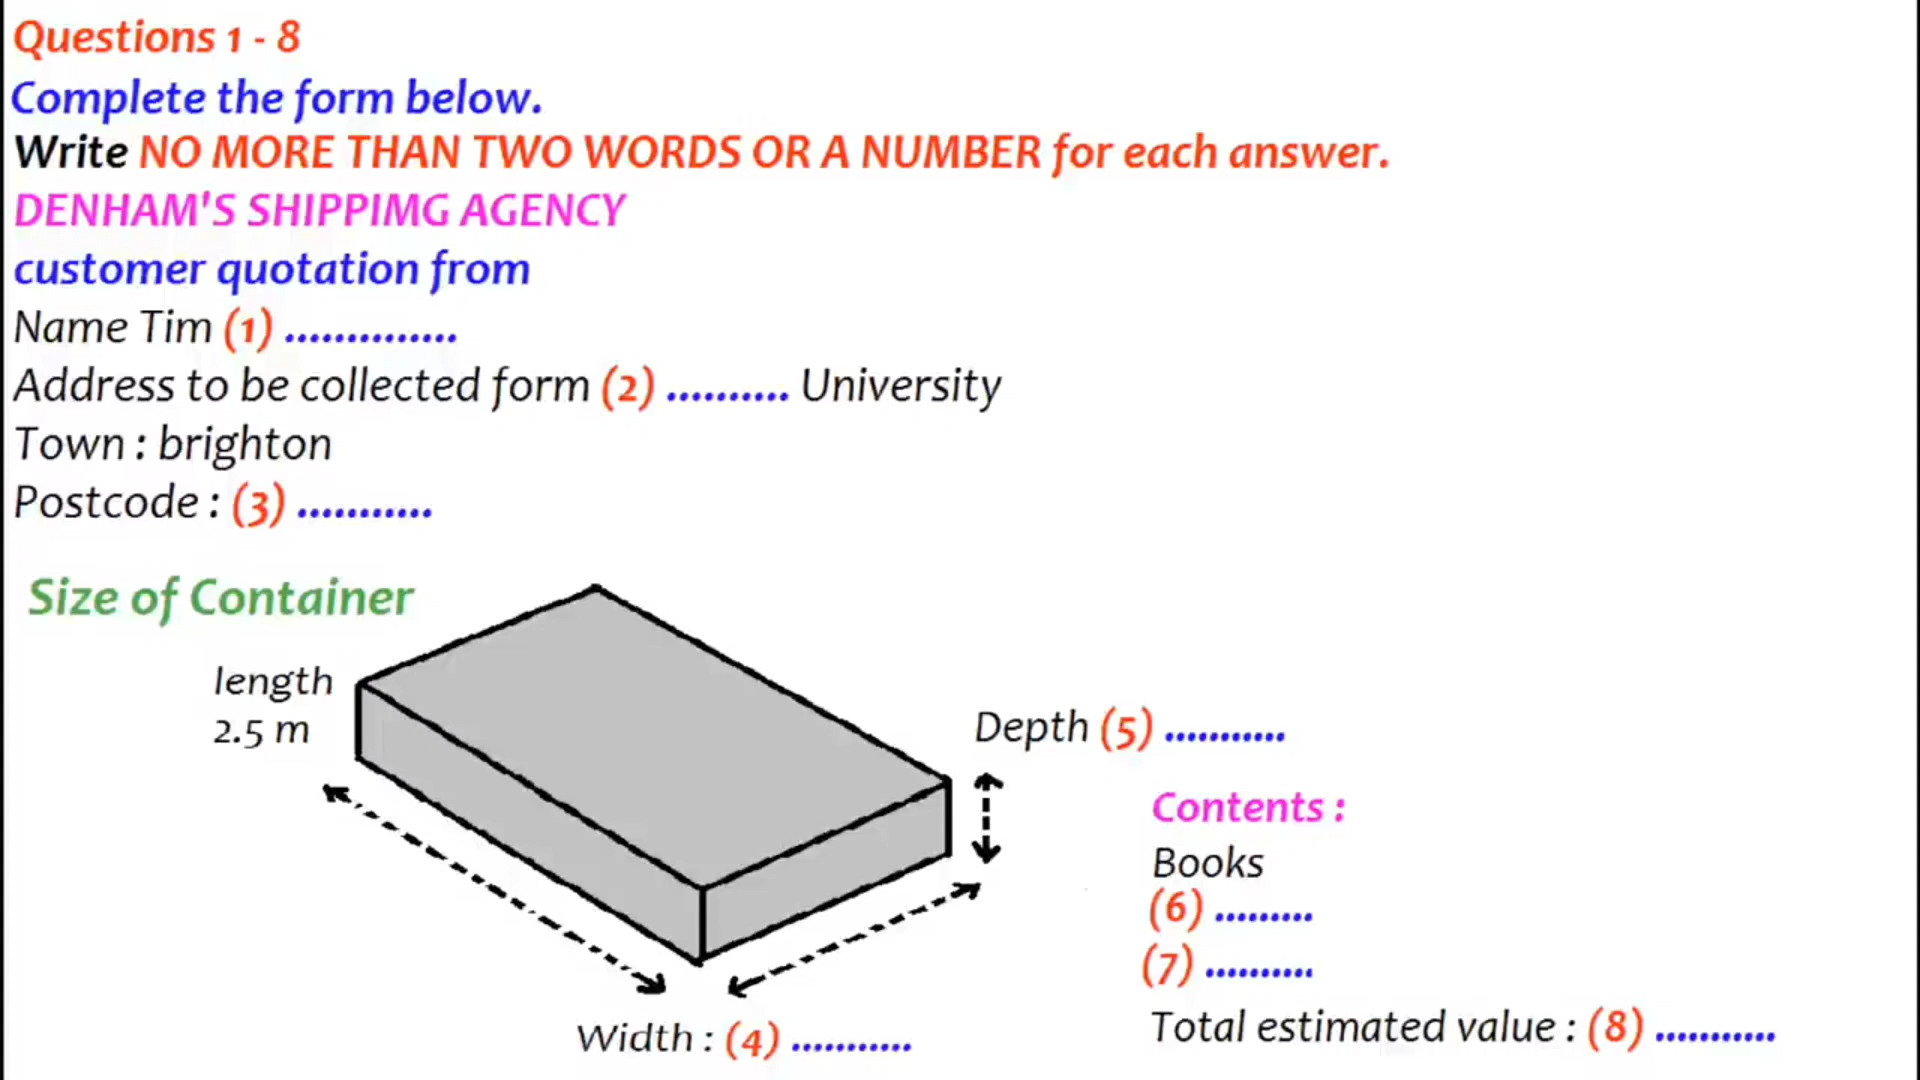 Questions 1 - 8
Complete the form below.
Write NO MORE THAN TWO WORDS OR A NUMBER for each answer.
DENHAM'S SHIPPIMG AGENCY
customer quotation from
Name Tim (1) ..............
Address to be collected form (2) .......... University
Town : brighton
Postcode : (3) ...........
Size of Container
length
2.5 m
Depth (5) ...........
Contents :
Books
(6) .........
(7) ..........
Width : (4) ...........
Total estimated value : (8) ...........